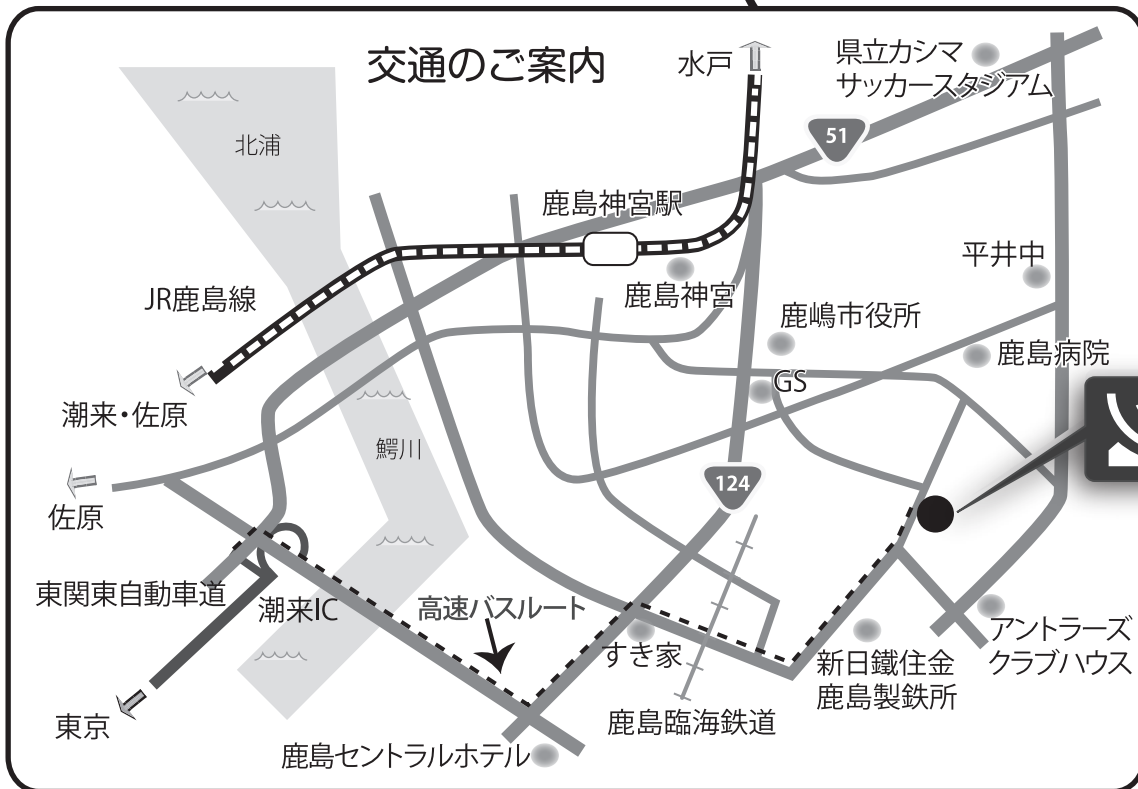 交通のご案内
水戸
県立カシマ
サッカースタジアム
51
北浦
鹿島神宮駅
平井中
鹿島神宮
JR鹿島線
鹿嶋市役所
鹿島病院
GS
潮来・佐原
鰐川
124
佐原
東関東自動車道
潮来IC
高速バスルート
すき家
アントラーズ
クラブハウス
新日鐵住金
鹿島製鉄所
東京
鹿島臨海鉄道
鹿島セントラルホテル